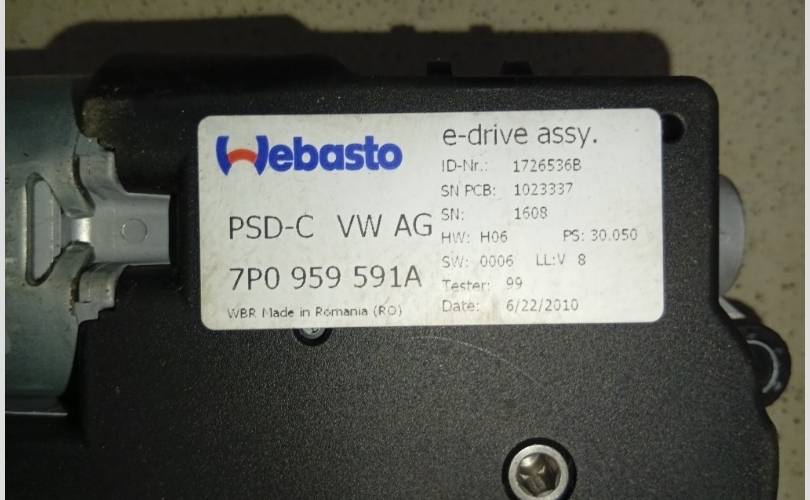 Webasto
e-drive assy.
ID-Nr.: 1726536B
SN PCB: 1023337
SN: 1608
PSD-C VW AG
HW: H06 PS: 30.050
7P0 959 591A
SW: 0006 LL:V 8
Tester: 99
WBR Made in Romania (RO)
Date: 6/22/2010